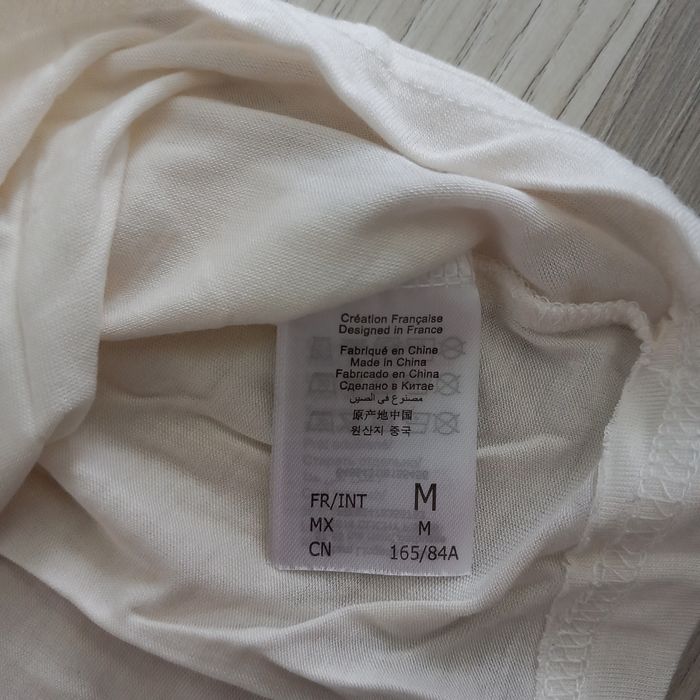 Création Française
Designed in France
Fabriqué en Chine
Made in China
Fabricado en China
Сделано в Китае
مصنوع في الصين
原产地中国
원산지 중국
FR/INT M
MX M
CN 165/84A